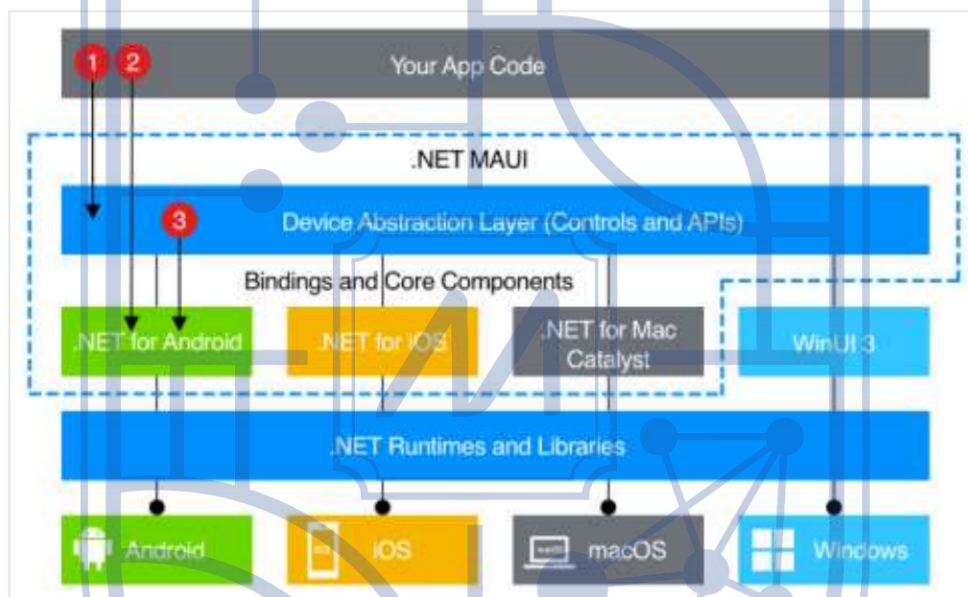 1 2 Your App Code
.NET MAUI
3 Device Abstraction Layer (Controls and APIs)
Bindings and Core Components
.NET for Android
.NET for iOS
.NET for Mac
Catalyst
WinUI 3
.NET Runtimes and Libraries
Android
iOS
macOS
Windows